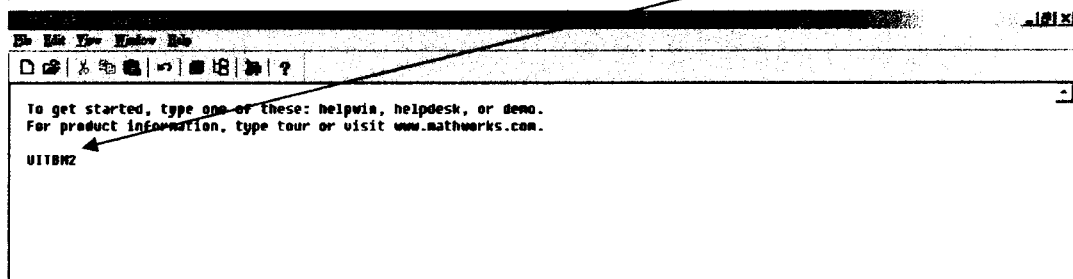 File Edit View Window Help
?
To get started, type one of these: helpwin, helpdesk, or demo.
For product information, type tour or visit www.mathworks.com.
UITBM2